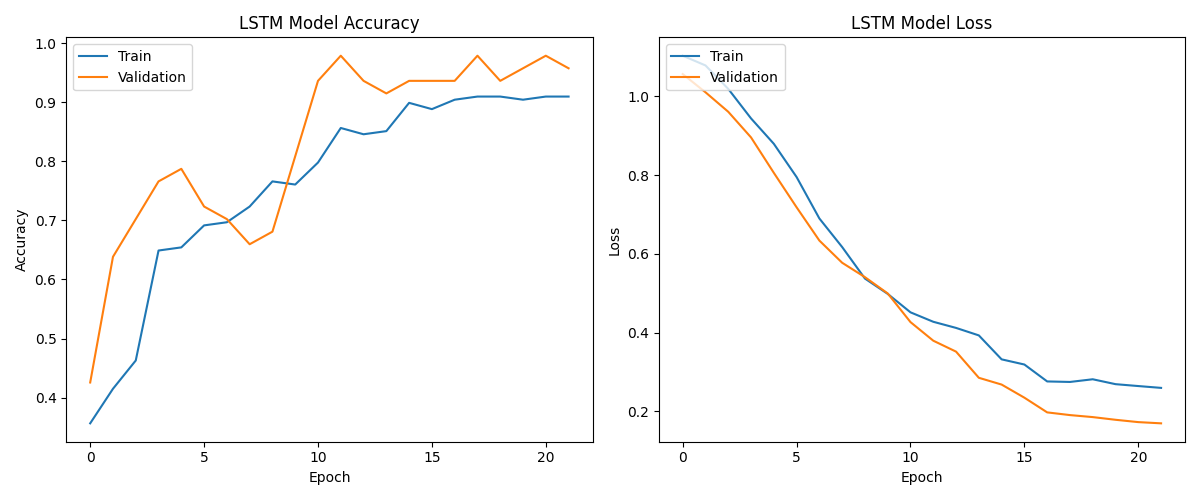 LSTM Model Accuracy
Train
Validation
1.0
0.9
0.8
0.7
0.6
0.5
0.4
Accuracy
0
5
10
15
20
Epoch
LSTM Model Loss
Train
Validation
1.0
0.8
0.6
0.4
0.2
Loss
0
5
10
15
20
Epoch